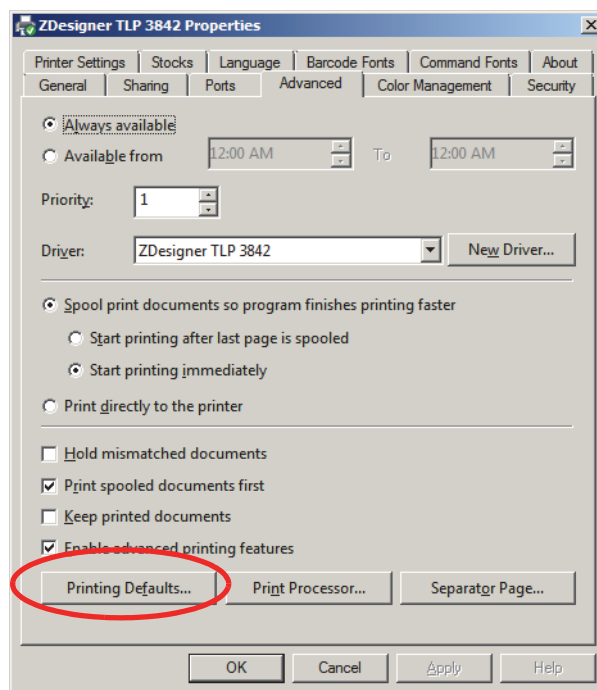 ZDesigner TLP 3842 Properties
Printer Settings Stocks Language Barcode Fonts Command Fonts About
General Sharing Ports Advanced Color Management Security
Always available
Available from 12:00 AM To 12:00 AM
Priority: 1
Driver: ZDesigner TLP 3842 New Driver...
Spool print documents so program finishes printing faster
Start printing after last page is spooled
Start printing immediately
Print directly to the printer
Hold mismatched documents
Print spooled documents first
Keep printed documents
Enable advanced printing features
Printing Defaults... Print Processor... Separator Page...
OK Cancel Apply Help